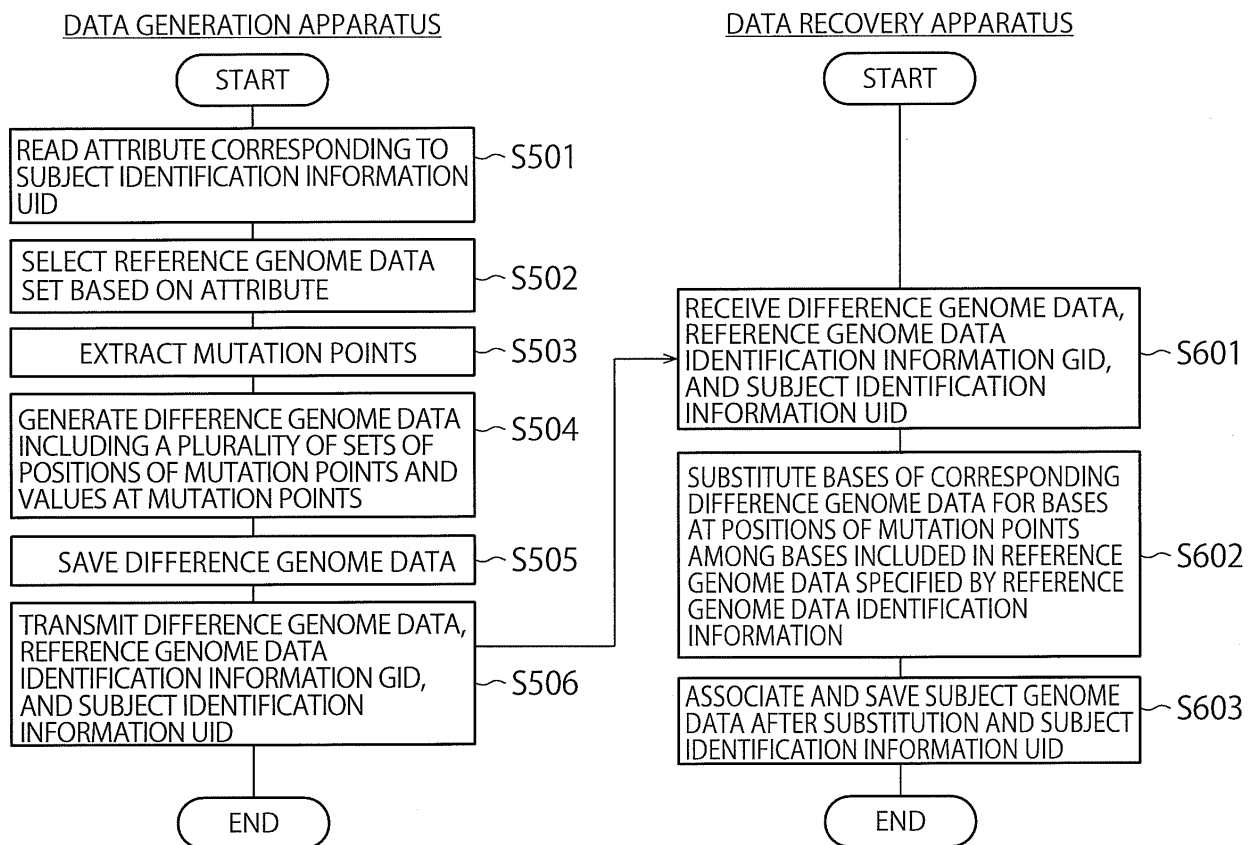 DATA GENERATION APPARATUS
START
READ ATTRIBUTE CORRESPONDING TO
SUBJECT IDENTIFICATION INFORMATION
UID
S501
SELECT REFERENCE GENOME DATA
SET BASED ON ATTRIBUTE
S502
EXTRACT MUTATION POINTS
S503
GENERATE DIFFERENCE GENOME DATA
INCLUDING A PLURALITY OF SETS OF
POSITIONS OF MUTATION POINTS AND
VALUES AT MUTATION POINTS
S504
SAVE DIFFERENCE GENOME DATA
S505
TRANSMIT DIFFERENCE GENOME DATA,
REFERENCE GENOME DATA
IDENTIFICATION INFORMATION GID,
AND SUBJECT IDENTIFICATION
INFORMATION UID
S506
END
DATA RECOVERY APPARATUS
START
RECEIVE DIFFERENCE GENOME DATA,
REFERENCE GENOME DATA
IDENTIFICATION INFORMATION GID,
AND SUBJECT IDENTIFICATION
INFORMATION UID
S601
SUBSTITUTE BASES OF CORRESPONDING
DIFFERENCE GENOME DATA FOR BASES
AT POSITIONS OF MUTATION POINTS
AMONG BASES INCLUDED IN REFERENCE
GENOME DATA SPECIFIED BY REFERENCE
GENOME DATA IDENTIFICATION
INFORMATION
S602
ASSOCIATE AND SAVE SUBJECT GENOME
DATA AFTER SUBSTITUTION AND SUBJECT
IDENTIFICATION INFORMATION UID
S603
END